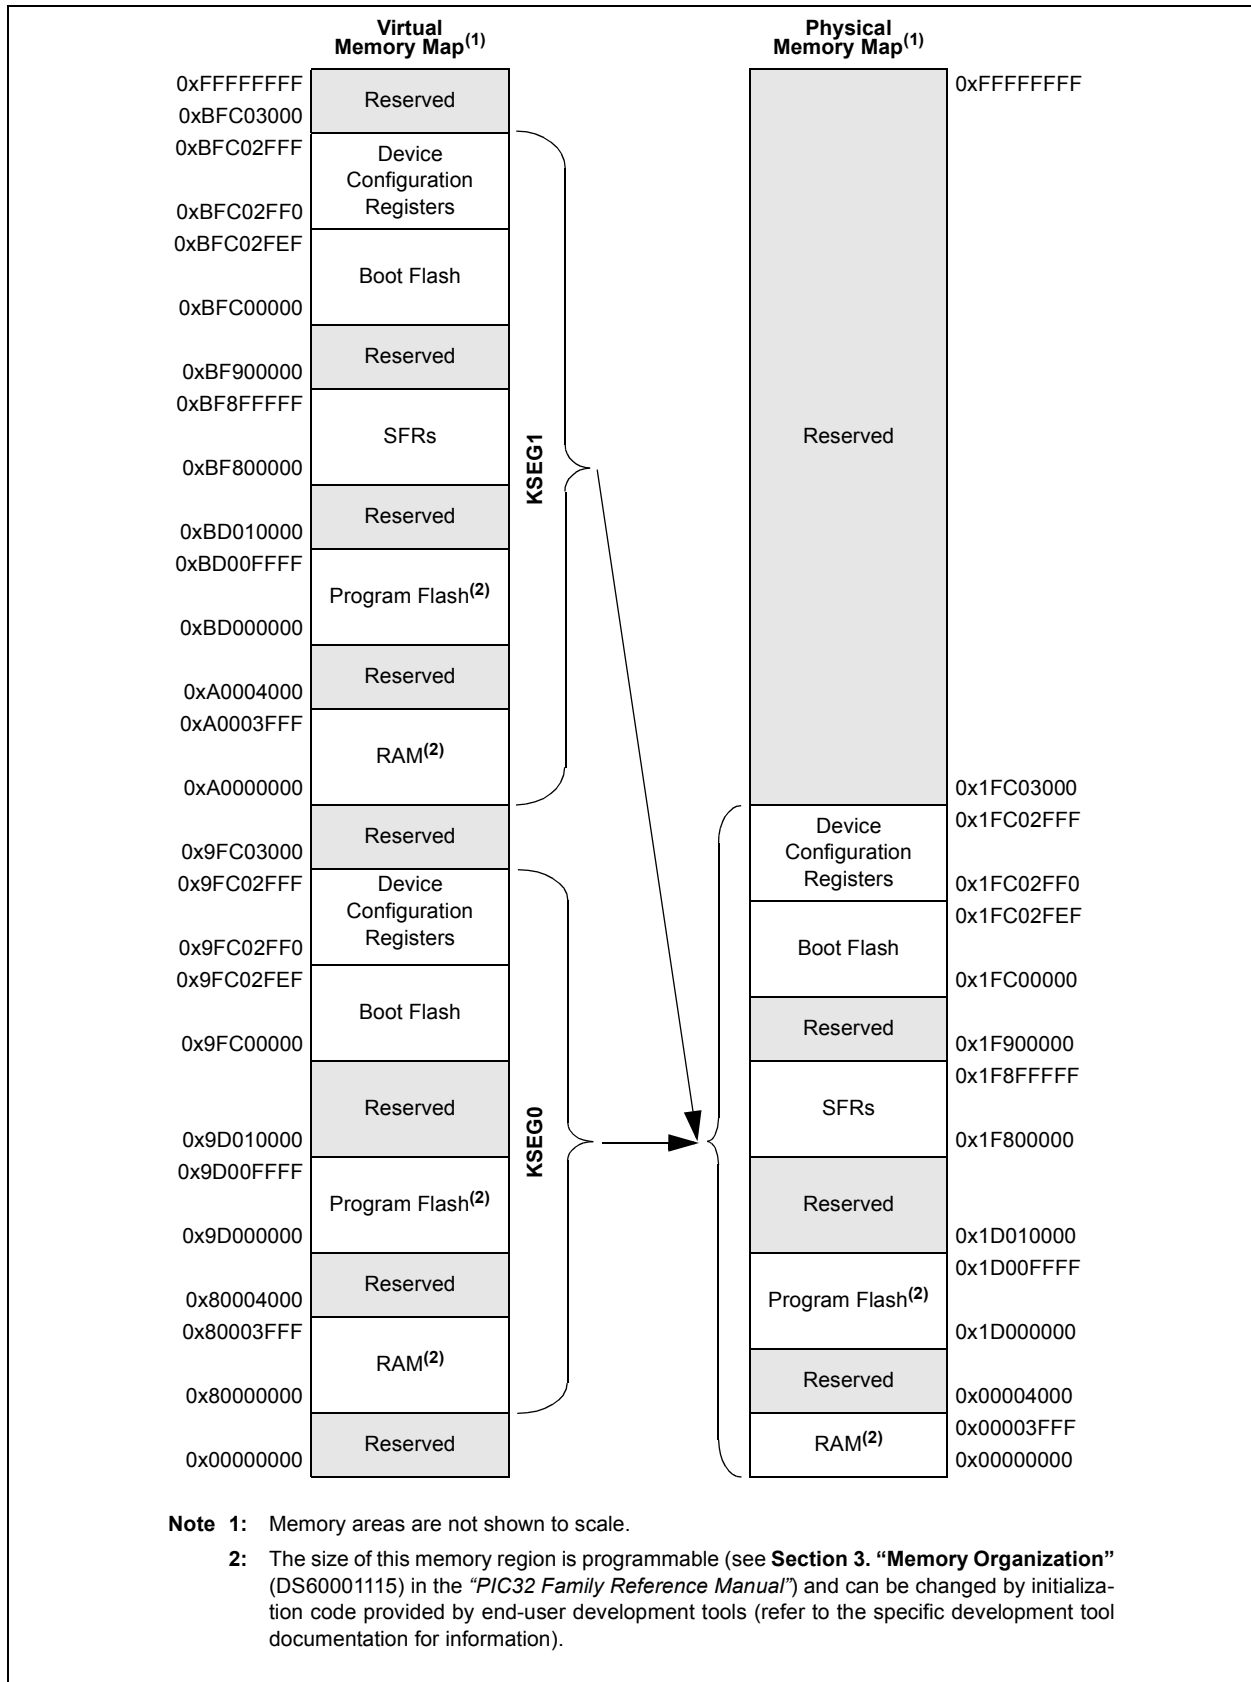 Virtual
Memory Map(1)
Physical
Memory Map(1)
0xFFFFFFFF
Reserved
0xBFC03000
0xBFC02FFF
Device
Configuration
Registers
0xBFC02FF0
0xBFC02FEF
Boot Flash
0xBFC00000
Reserved
0xBF900000
0xBF8FFFFF
SFRs
0xBF800000
Reserved
0xBD010000
0xBD00FFFF
Program Flash(2)
0xBD000000
Reserved
0xA0004000
0xA0003FFF
RAM(2)
0xA0000000
KSEG1
Reserved
0x9FC03000
0x9FC02FFF
Device
Configuration
Registers
0x9FC02FF0
0x9FC02FEF
Boot Flash
0x9FC00000
Reserved
0x9D010000
0x9D00FFFF
Program Flash(2)
0x9D000000
Reserved
0x80004000
0x80003FFF
RAM(2)
0x80000000
KSEG0
Reserved
0x00000000
0xFFFFFFFF
Reserved
0x1FC03000
0x1FC02FFF
Device
Configuration
Registers
0x1FC02FF0
0x1FC02FEF
Boot Flash
0x1FC00000
Reserved
0x1F900000
0x1F8FFFFF
SFRs
0x1F800000
Reserved
0x1D010000
0x1D00FFFF
Program Flash(2)
0x1D000000
Reserved
0x00004000
0x00003FFF
RAM(2)
0x00000000
Note 1: Memory areas are not shown to scale.
2: The size of this memory region is programmable (see Section 3. “Memory Organization”
(DS60001115) in the “PIC32 Family Reference Manual”) and can be changed by initializa-
tion code provided by end-user development tools (refer to the specific development tool
documentation for information).